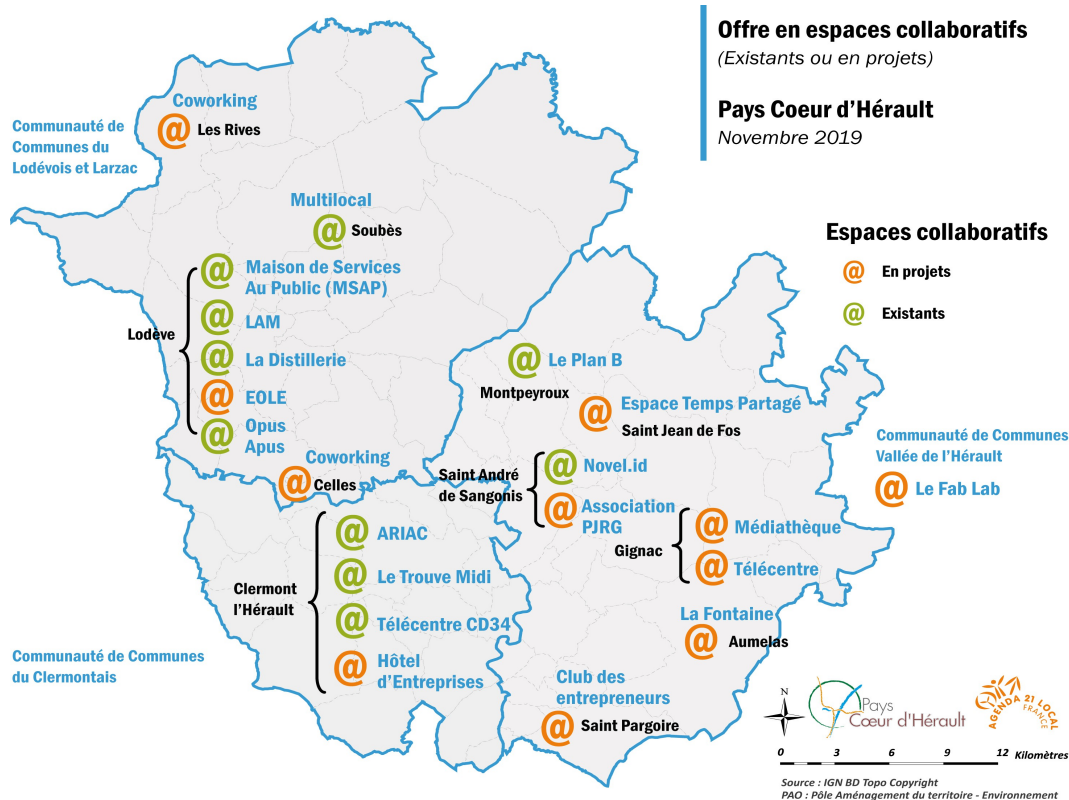 Offre en espaces collaboratifs
(Existants ou en projets)
Pays Coeur d'Hérault
Novembre 2019
Espaces collaboratifs
@ En projets
@ Existants
Communauté de
Communes du
Lodévois et Larzac
Coworking
@ Les Rives
Multilocal
@ Soubès
Lodève
@ Maison de Services
Au Public (MSAP)
@ LAM
@ La Distillerie
@ EOLE
@ Opus
Apus
Coworking
@ Celles
@ Le Plan B
Montpeyroux
@ Espace Temps Partagé
Saint Jean de Fos
Saint André
de Sangonis
@ Novel.id
@ Association
PJRG
Gignac
@ Médiathèque
@ Télécentre
Communauté de Communes
Vallée de l'Hérault
@ Le Fab Lab
Clermont
l'Hérault
@ ARIAC
@ Le Trouve Midi
@ Télécentre CD34
@ Hôtel
d'Entreprises
La Fontaine
@ Aumelas
Club des
entrepreneurs
@ Saint Pargoire
Communauté de Communes
du Clermontais
N
Pays
Cœur d'Hérault
AGENDA 21 LOCAL
FRANCE
0 3 6 9 12 Kilomètres
Source : IGN BD Topo Copyright
PAO : Pôle Aménagement du territoire - Environnement